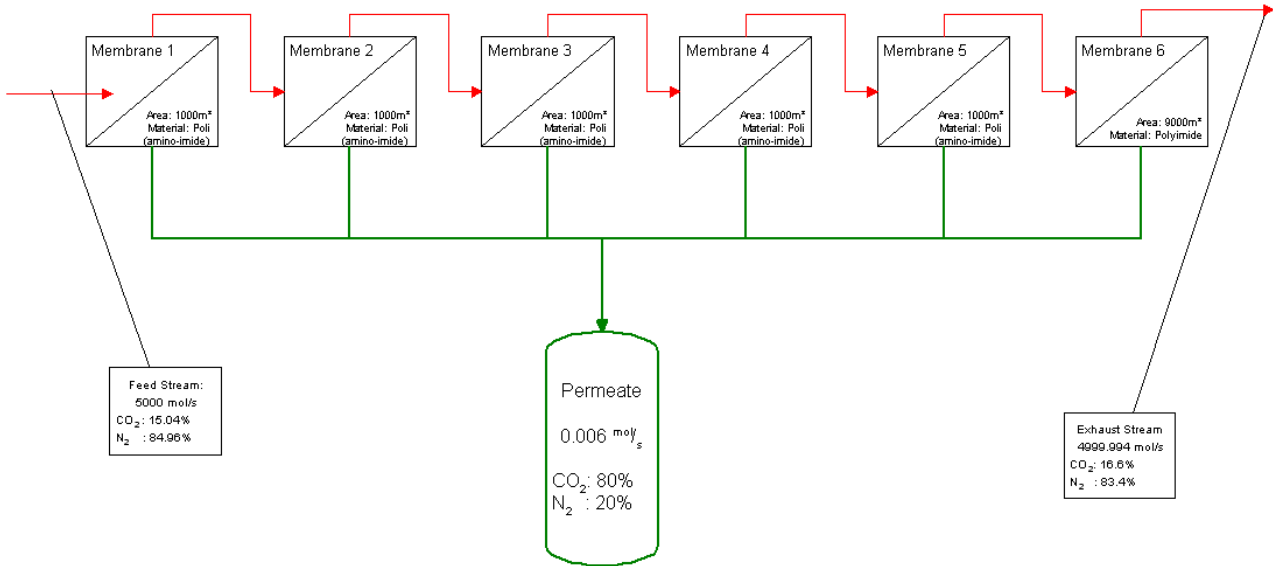 Membrane 1
Area: 1000m²
Material: Poli
(amino-imide)
Membrane 2
Area: 1000m²
Material: Poli
(amino-imide)
Membrane 3
Area: 1000m²
Material: Poli
(amino-imide)
Membrane 4
Area: 1000m²
Material: Poli
(amino-imide)
Membrane 5
Area: 1000m²
Material: Poli
(amino-imide)
Membrane 6
Area: 9000m²
Material: Polyimide
Feed Stream:
5000 mol/s
CO₂: 15.04%
N₂ : 84.96%
Permeate
0.006 mol/s
CO₂: 80%
N₂ : 20%
Exhaust Stream
4999.994 mol/s
CO₂: 16.6%
N₂ : 83.4%